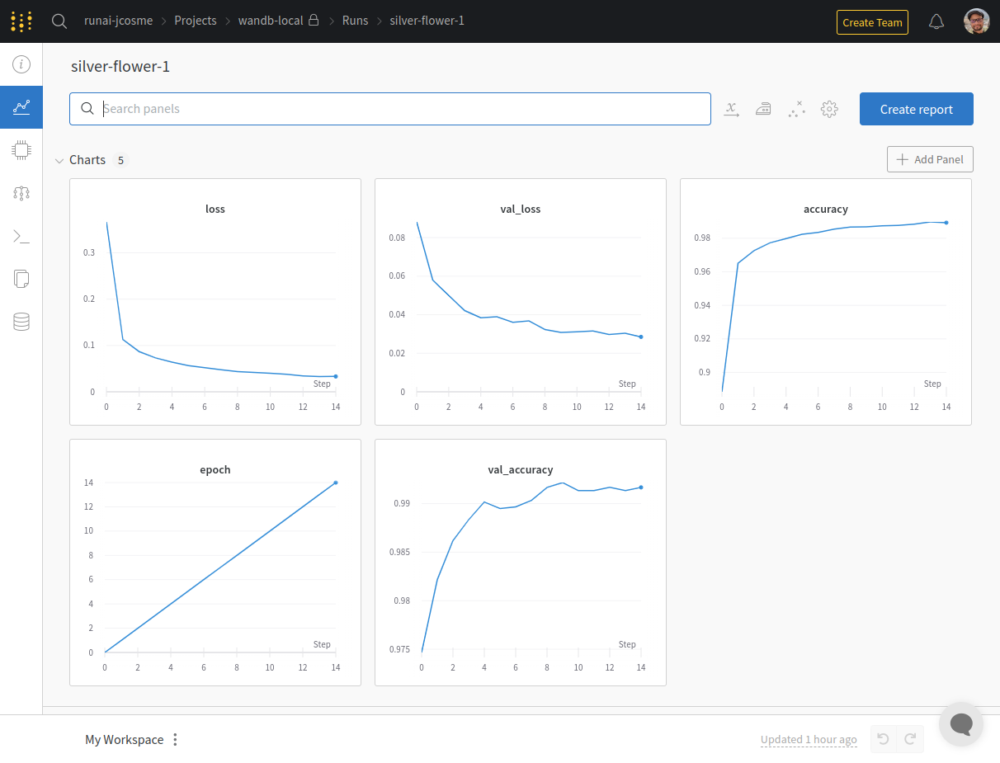 runai-jcosme Projects wandb-local Runs silver-flower-1 Create Team
silver-flower-1
Search panels Create report
Charts 5 Add Panel
loss
0.3
0.2
0.1
0
Step
0 2 4 6 8 10 12 14
val_loss
0.08
0.06
0.04
0.02
0
Step
0 2 4 6 8 10 12 14
accuracy
0.98
0.96
0.94
0.92
0.9
Step
0 2 4 6 8 10 12 14
epoch
14
12
10
8
6
4
2
0
Step
0 2 4 6 8 10 12 14
val_accuracy
0.99
0.985
0.98
0.975
Step
0 2 4 6 8 10 12 14
My Workspace Updated 1 hour ago